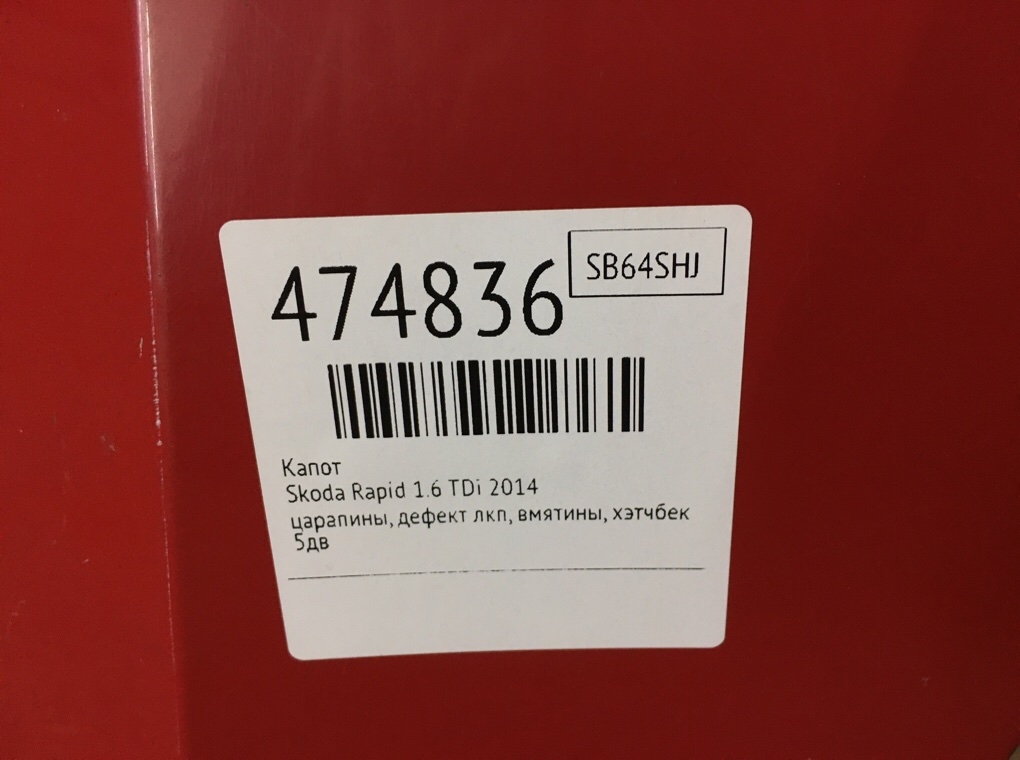 474836
SB64SHJ
Капот
Skoda Rapid 1.6 TDi 2014
царапины, дефект лкп, вмятины, хэтчбек
5дв